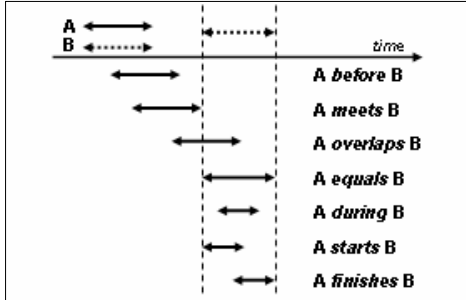 A
B
time
A before B
A meets B
A overlaps B
A equals B
A during B
A starts B
A finishes B